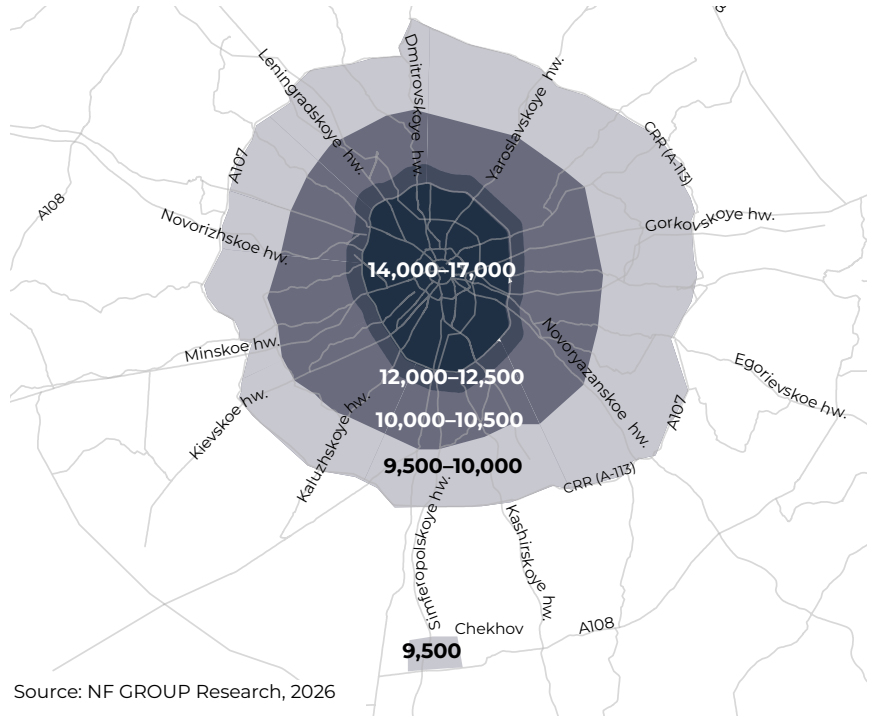 Dmitrovskoye hw.
Leningradskoye hw.
Yaroslavskoye hw.
CRR (A-113)
A107
A108
Novorizhskoe hw.
Gorkovskoye hw.
14,000–17,000
Minskoe hw.
Novoryazanskoe hw.
Egorievskoe hw.
12,000–12,500
Kievskoe hw.
10,000–10,500
A107
Kaluzhskoye hw.
9,500–10,000
CRR (A-113)
Simferopolskoye hw.
Kashirskoye hw.
Chekhov
A108
9,500
Source: NF GROUP Research, 2026